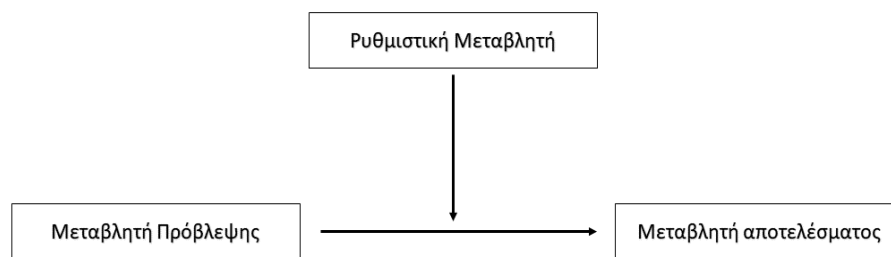 Ρυθμιστική Μεταβλητή
Μεταβλητή Πρόβλεψης
Μεταβλητή αποτελέσματος